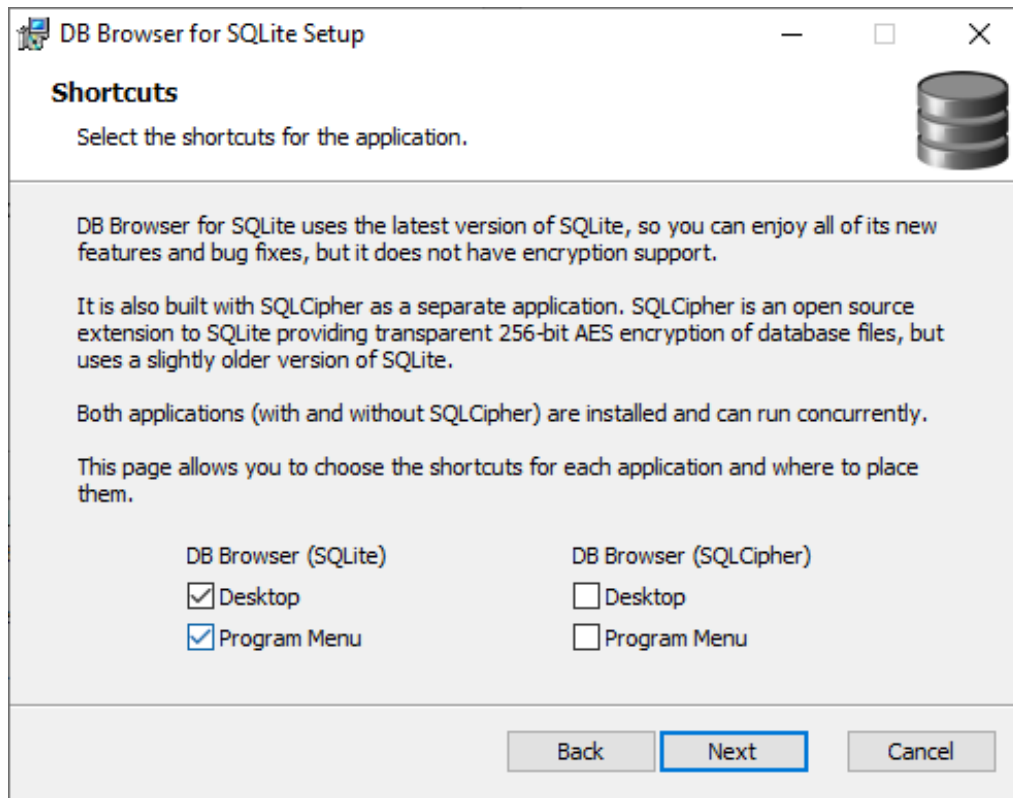 DB Browser for SQLite Setup
Shortcuts
Select the shortcuts for the application.
DB Browser for SQLite uses the latest version of SQLite, so you can enjoy all of its new
features and bug fixes, but it does not have encryption support.
It is also built with SQLCipher as a separate application. SQLCipher is an open source
extension to SQLite providing transparent 256-bit AES encryption of database files, but
uses a slightly older version of SQLite.
Both applications (with and without SQLCipher) are installed and can run concurrently.
This page allows you to choose the shortcuts for each application and where to place
them.
DB Browser (SQLite) DB Browser (SQLCipher)
Desktop Desktop
Program Menu Program Menu
Back Next Cancel